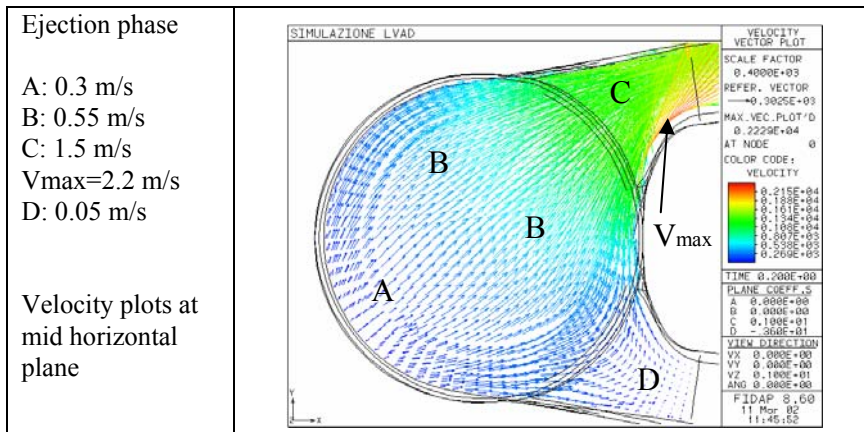 Ejection phase
A: 0.3 m/s
B: 0.55 m/s
C: 1.5 m/s
Vmax=2.2 m/s
D: 0.05 m/s
Velocity plots at
mid horizontal
plane
SIMULAZIONE LVAD
B
B
A
C
D
Vmax
Y
Z X
VELOCITY
VECTOR PLOT
SCALE FACTOR
0.4000E+03
REFER. VECTOR
0.3025E+03
MAX.VEC.PLOT'D
0.2229E+04
AT NODE 0
COLOR CODE:
VELOCITY
0.215E+04
0.188E+04
0.161E+04
0.134E+04
0.108E+04
0.807E+03
0.538E+03
0.269E+03
TIME 0.200E+00
PLANE COEFF.S
A 0.000E+00
B 0.000E+00
C 0.100E+01
D -.360E+01
VIEW DIRECTION
VX 0.000E+00
VY 0.000E+00
VZ 0.100E+01
ANG 0.000E+00
FIDAP 8.60
11 Mar 02
11:45:52